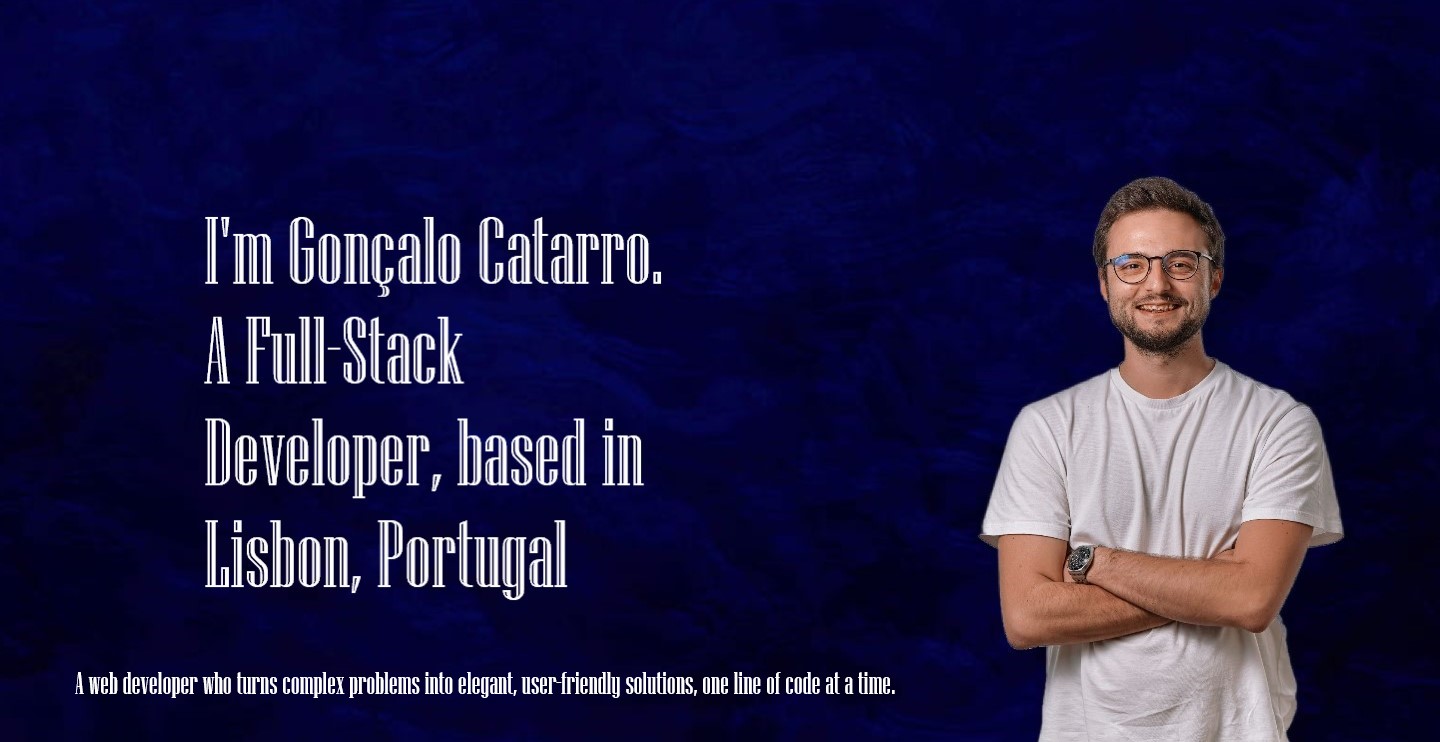 I'm Gonçalo Catarro.
A Full-Stack
Developer, based in
Lisbon, Portugal
A web developer who turns complex problems into elegant, user-friendly solutions, one line of code at a time.